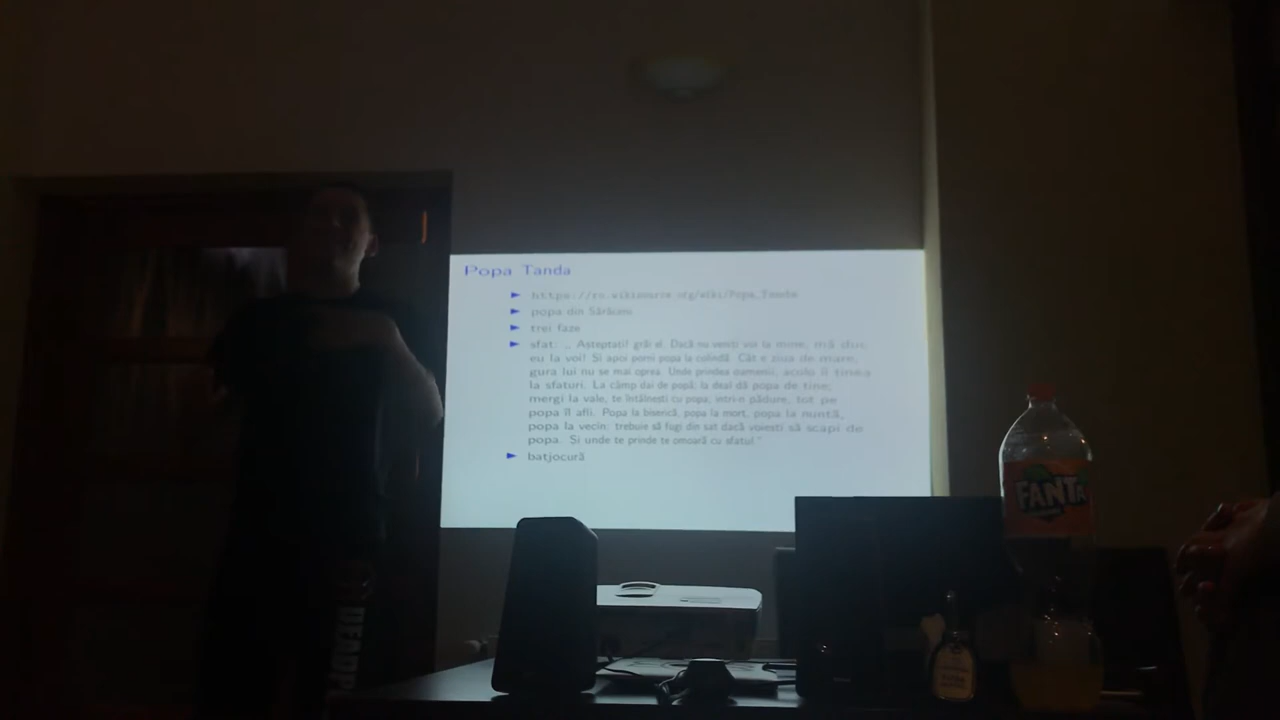 Popa Tanda
► https://ro.wikisource.org/wiki/Popa_Tanda
► popa din Sărăceni
► trei faze
► sfat: „ Așteptați! grăi el. Dacă nu veniți voi la mine, mă duc
eu la voi! Și apoi porni popa la colindă. Cât e ziua de mare,
gura lui nu se mai oprea. Unde prindea oamenii, acolo îi ținea
la sfaturi. La câmp dai de popă; la deal dă popa de tine;
mergi la vale, te întâlnești cu popa; intri-n pădure, tot pe
popa îl afli. Popa la biserică, popa la mort, popa la nuntă,
popa la vecin: trebuie să fugi din sat dacă voiești să scapi de
popa. Și unde te prinde te omoară cu sfatul."
► batjocură
FANTA